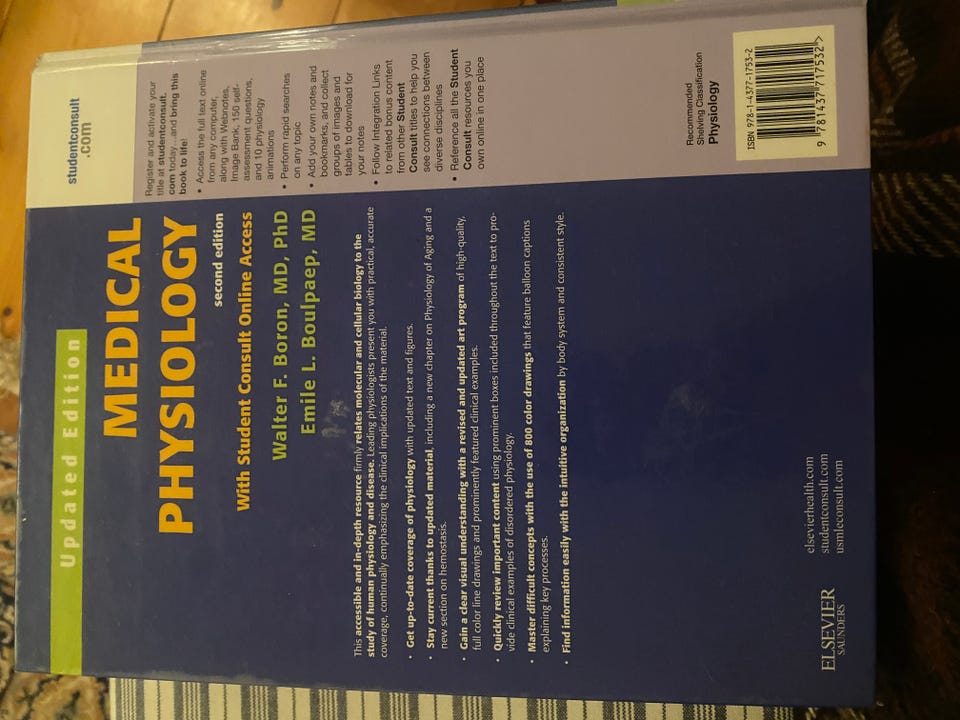 Updated Edition
MEDICAL
PHYSIOLOGY
second edition
With Student Consult Online Access
Walter F. Boron, MD, PhD
Emile L. Boulpaep, MD
This accessible and in-depth resource firmly relates molecular and cellular biology to the
study of human physiology and disease. Leading physiologists present you with practical, accurate
coverage, continually emphasizing the clinical implications of the material.
• Get up-to-date coverage of physiology with updated text and figures.
• Stay current thanks to updated material, including a new chapter on Physiology of Aging and a
new section on hemostasis.
• Gain a clear visual understanding with a revised and updated art program of high-quality,
full color line drawings and prominently featured clinical examples.
• Quickly review important content using prominent boxes included throughout the text to pro-
vide clinical examples of disordered physiology.
• Master difficult concepts with the use of 800 color drawings that feature balloon captions
explaining key processes.
• Find information easily with the intuitive organization by body system and consistent style.
ELSEVIER
SAUNDERS
elsevierhealth.com
studentconsult.com
usmleconsult.com
studentconsult
.com
Register and activate your
title at studentconsult.
com today...and bring this
book to life!
• Access the full text online
from any computer,
along with Webnotes,
Image Bank, 150 self-
assessment questions,
and 10 physiology
animations
• Perform rapid searches
on any topic
• Add your own notes and
bookmarks, and collect
groups of images and
tables to download for
your notes
• Follow Integration Links
to related bonus content
from other Student
Consult titles to help you
see connections between
diverse disciplines
• Reference all the Student
Consult resources you
own online in one place
Recommended
Shelving Classification
Physiology
ISBN 978-1-4377-1753-2
9 781437 717532 >